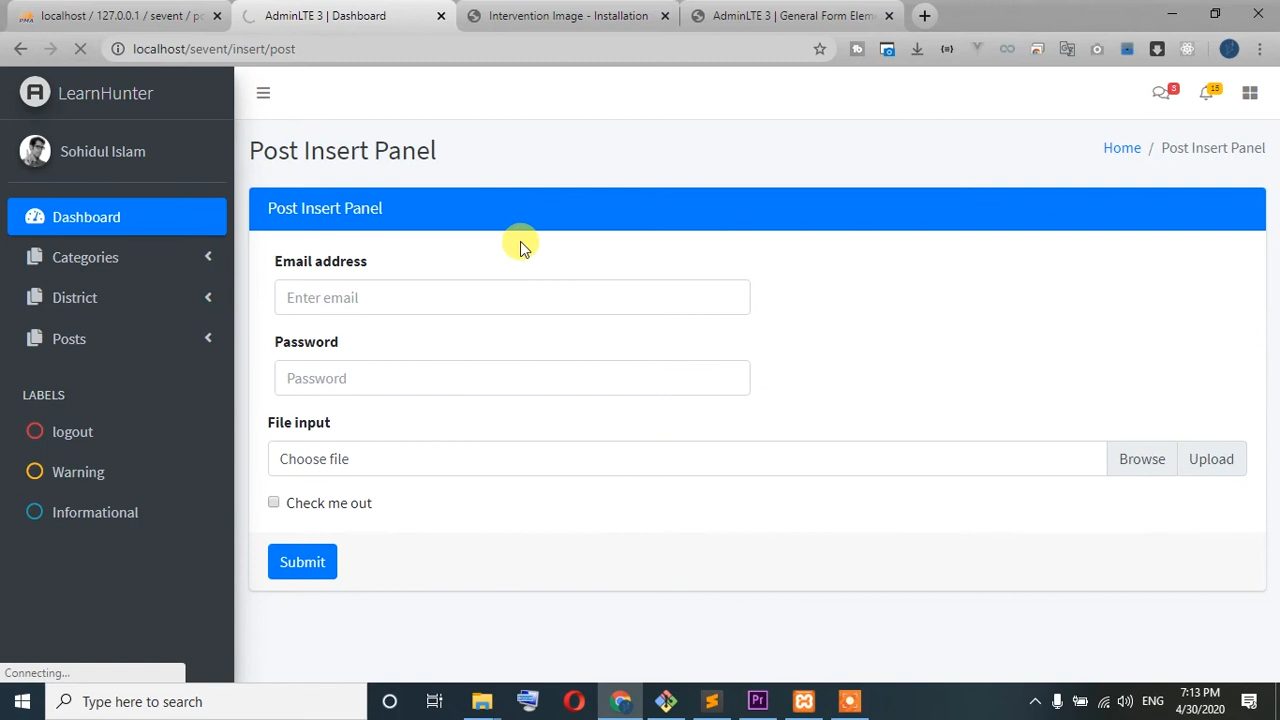 localhost / 127.0.0.1 / sevent / po
AdminLTE 3 | Dashboard
Intervention Image - Installation
AdminLTE 3 | General Form Elem
localhost/sevent/insert/post
LearnHunter
3
15
Sohidul Islam
Post Insert Panel
Home / Post Insert Panel
Dashboard
Categories
District
Posts
LABELS
logout
Warning
Informational
Post Insert Panel
Email address
Enter email
Password
Password
File input
Choose file
Browse
Upload
Check me out
Submit
Connecting...
Type here to search
ENG
7:13 PM
4/30/2020